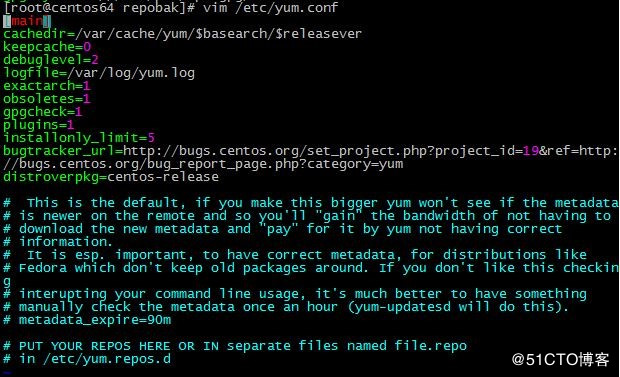 [root@centos64 repobak]# vim /etc/yum.conf
[main]
cachedir=/var/cache/yum/$basearch/$releasever
keepcache=0
debuglevel=2
logfile=/var/log/yum.log
exactarch=1
obsoletes=1
gpgcheck=1
plugins=1
installonly_limit=5
bugtracker_url=http://bugs.centos.org/set_project.php?project_id=19&ref=http:
//bugs.centos.org/bug_report_page.php?category=yum
distroverpkg=centos-release
#  This is the default, if you make this bigger yum won't see if the metadata
# is newer on the remote and so you'll "gain" the bandwidth of not having to
# download the new metadata and "pay" for it by yum not having correct
# information.
#  It is esp. important, to have correct metadata, for distributions like
# Fedora which don't keep old packages around. If you don't like this checkin
g
# interupting your command line usage, it's much better to have something
# manually check the metadata once an hour (yum-updatesd will do this).
# metadata_expire=90m
# PUT YOUR REPOS HERE OR IN separate files named file.repo
# in /etc/yum.repos.d
~
@51CTO博客